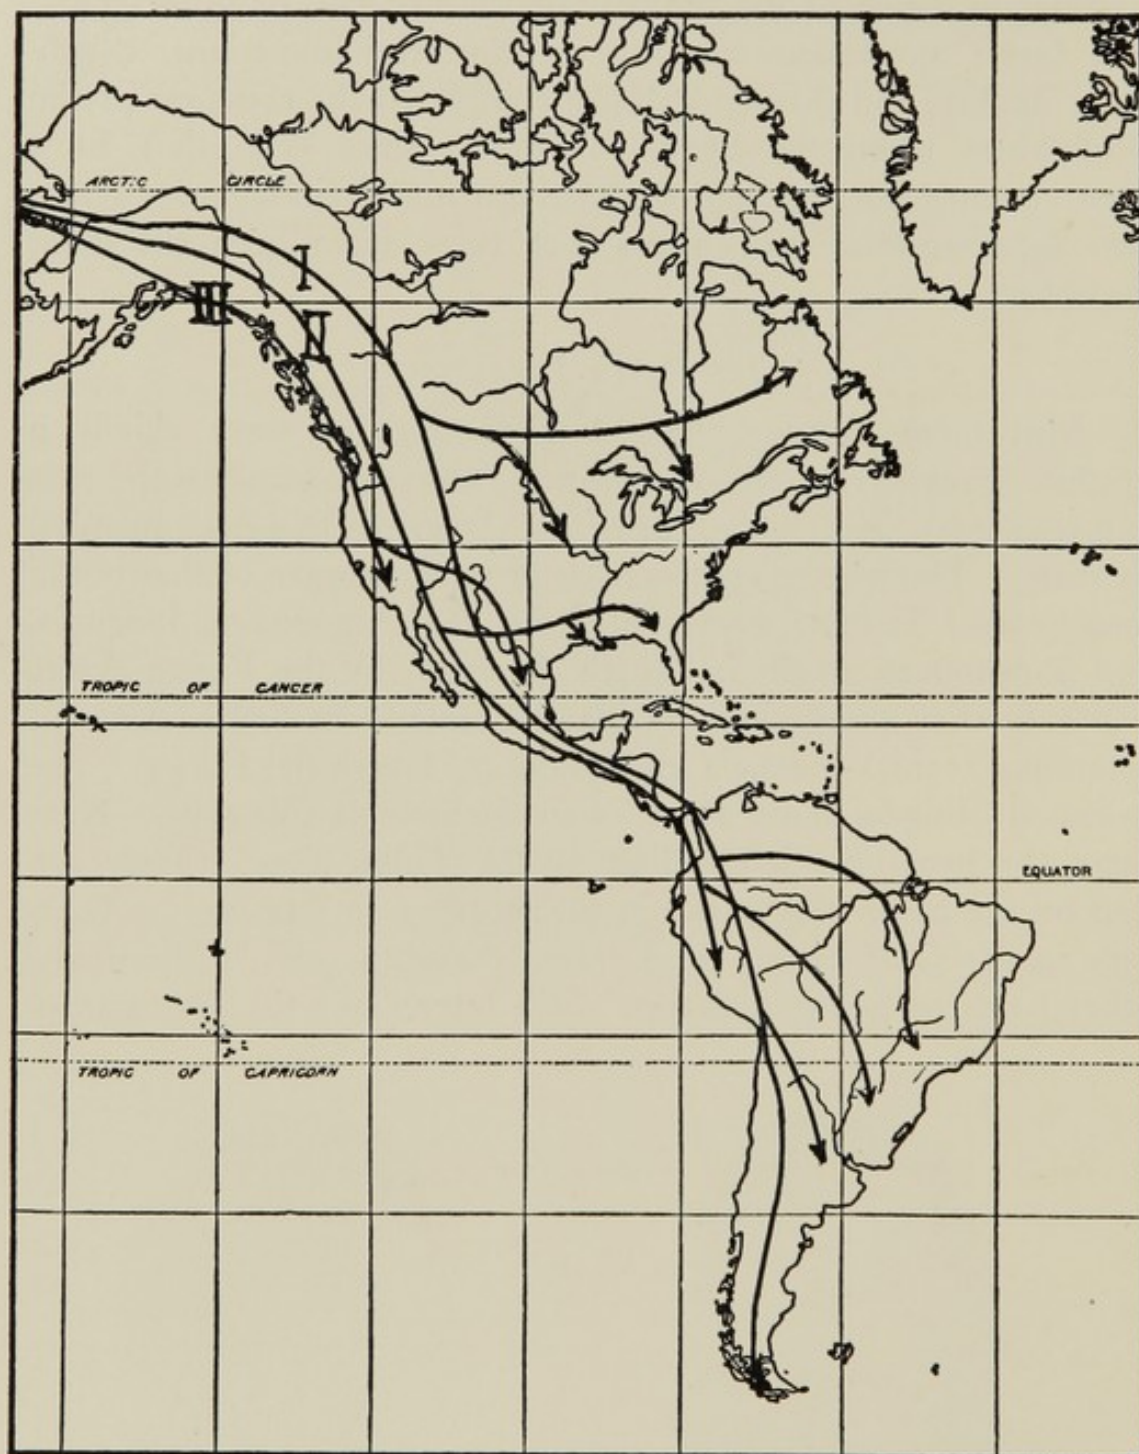 ARCTIC CIRCLE
I
II
III
TROPIC OF CANCER
EQUATOR
TROPIC OF CAPRICORN